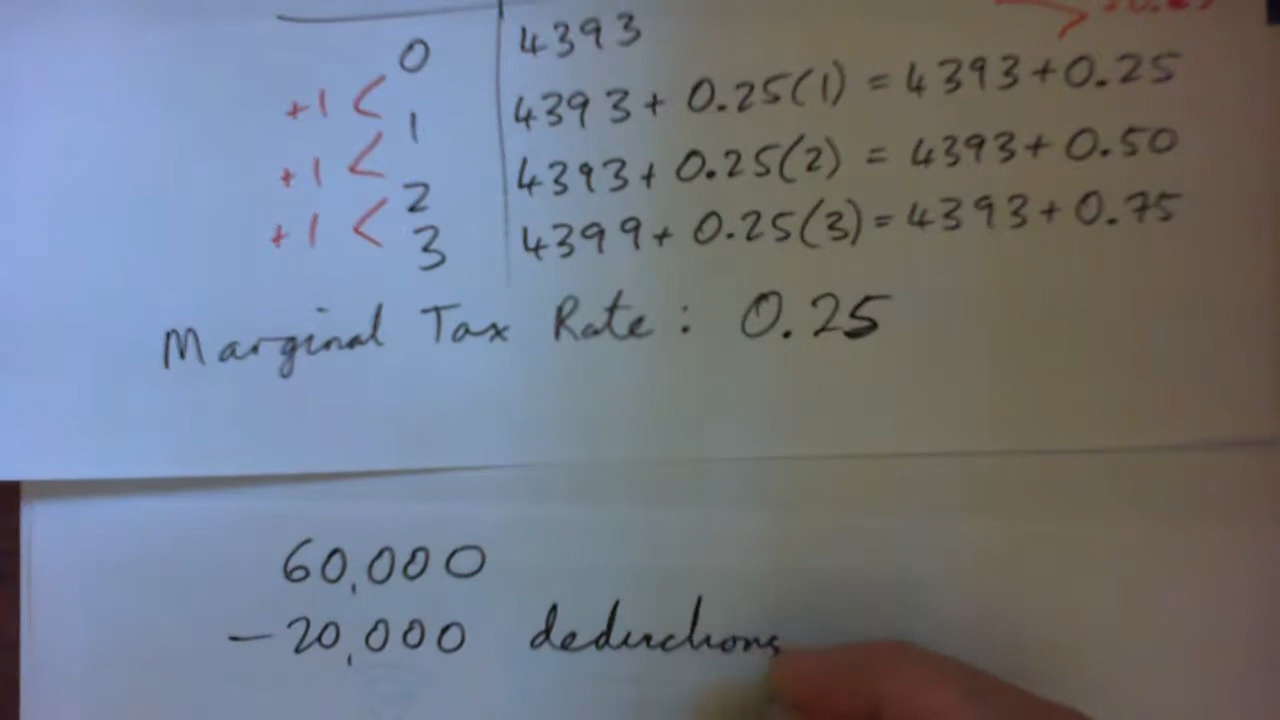 0 4393
+1 < 1 4393 + 0.25(1) = 4393 + 0.25
+1 < 2 4393 + 0.25(2) = 4393 + 0.50
+1 < 3 4399 + 0.25(3) = 4393 + 0.75
Marginal Tax Rate : 0.25
60,000
- 20,000 deductions